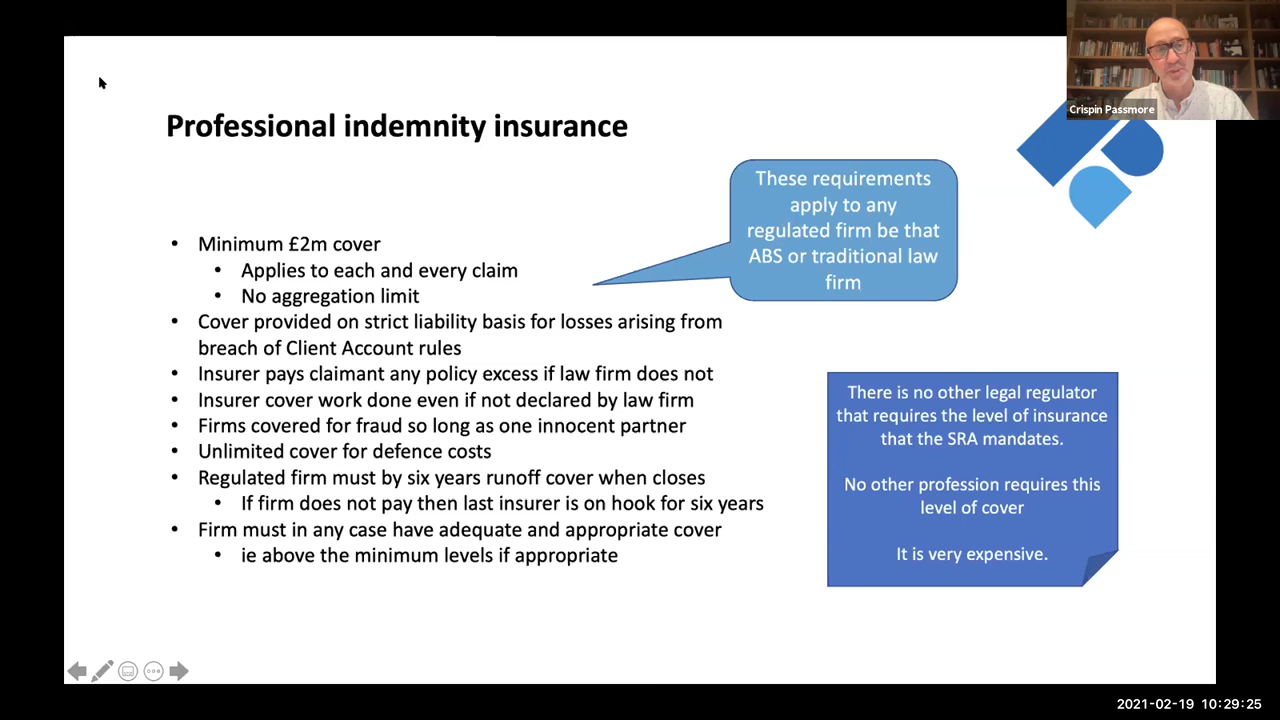 Crispin Passmore
Professional indemnity insurance
These requirements
apply to any
regulated firm be that
ABS or traditional law
firm
• Minimum £2m cover
• Applies to each and every claim
• No aggregation limit
• Cover provided on strict liability basis for losses arising from
breach of Client Account rules
• Insurer pays claimant any policy excess if law firm does not
• Insurer cover work done even if not declared by law firm
• Firms covered for fraud so long as one innocent partner
• Unlimited cover for defence costs
• Regulated firm must by six years runoff cover when closes
• If firm does not pay then last insurer is on hook for six years
• Firm must in any case have adequate and appropriate cover
• ie above the minimum levels if appropriate
There is no other legal regulator
that requires the level of insurance
that the SRA mandates.
No other profession requires this
level of cover
It is very expensive.
2021-02-19 10:29:25